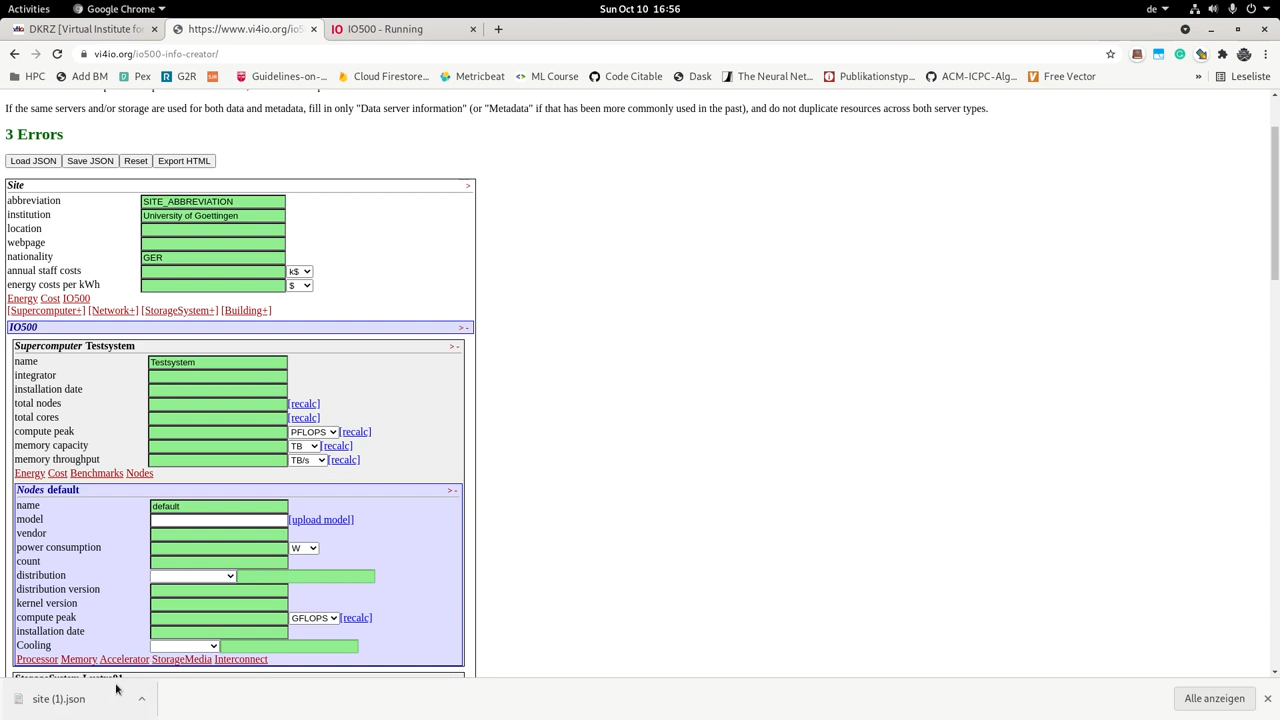 Activities Google Chrome Sun Oct 10 16:56 de
DKRZ [Virtual Institute fo https://www.vi4io.org/io5 IO500 - Running
vi4io.org/io500-info-creator/
HPC Add BM Pex G2R Guidelines-on-... Cloud Firestore... Metricbeat ML Course Code Citable Dask The Neural Net... Publikationstyp... ACM-ICPC-Alg... Free Vector » Leseliste
If the same servers and/or storage are used for both data and metadata, fill in only "Data server information" (or "Metadata" if that has been more commonly used in the past), and do not duplicate resources across both server types.
3 Errors
Load JSON Save JSON Reset Export HTML
Site >
abbreviation SITE_ABBREVIATION
institution University of Goettingen
location
webpage
nationality GER
annual staff costs k$
energy costs per kWh $
Energy Cost IO500
[Supercomputer+] [Network+] [StorageSystem+] [Building+]
IO500 > -
Supercomputer Testsystem > -
name Testsystem
integrator
installation date
total nodes [recalc]
total cores [recalc]
compute peak PFLOPS [recalc]
memory capacity TB [recalc]
memory throughput TB/s [recalc]
Energy Cost Benchmarks Nodes
Nodes default > -
name default
model [upload model]
vendor
power consumption W
count
distribution
distribution version
kernel version
compute peak GFLOPS [recalc]
installation date
Cooling
Processor Memory Accelerator StorageMedia Interconnect
site (1).json Alle anzeigen